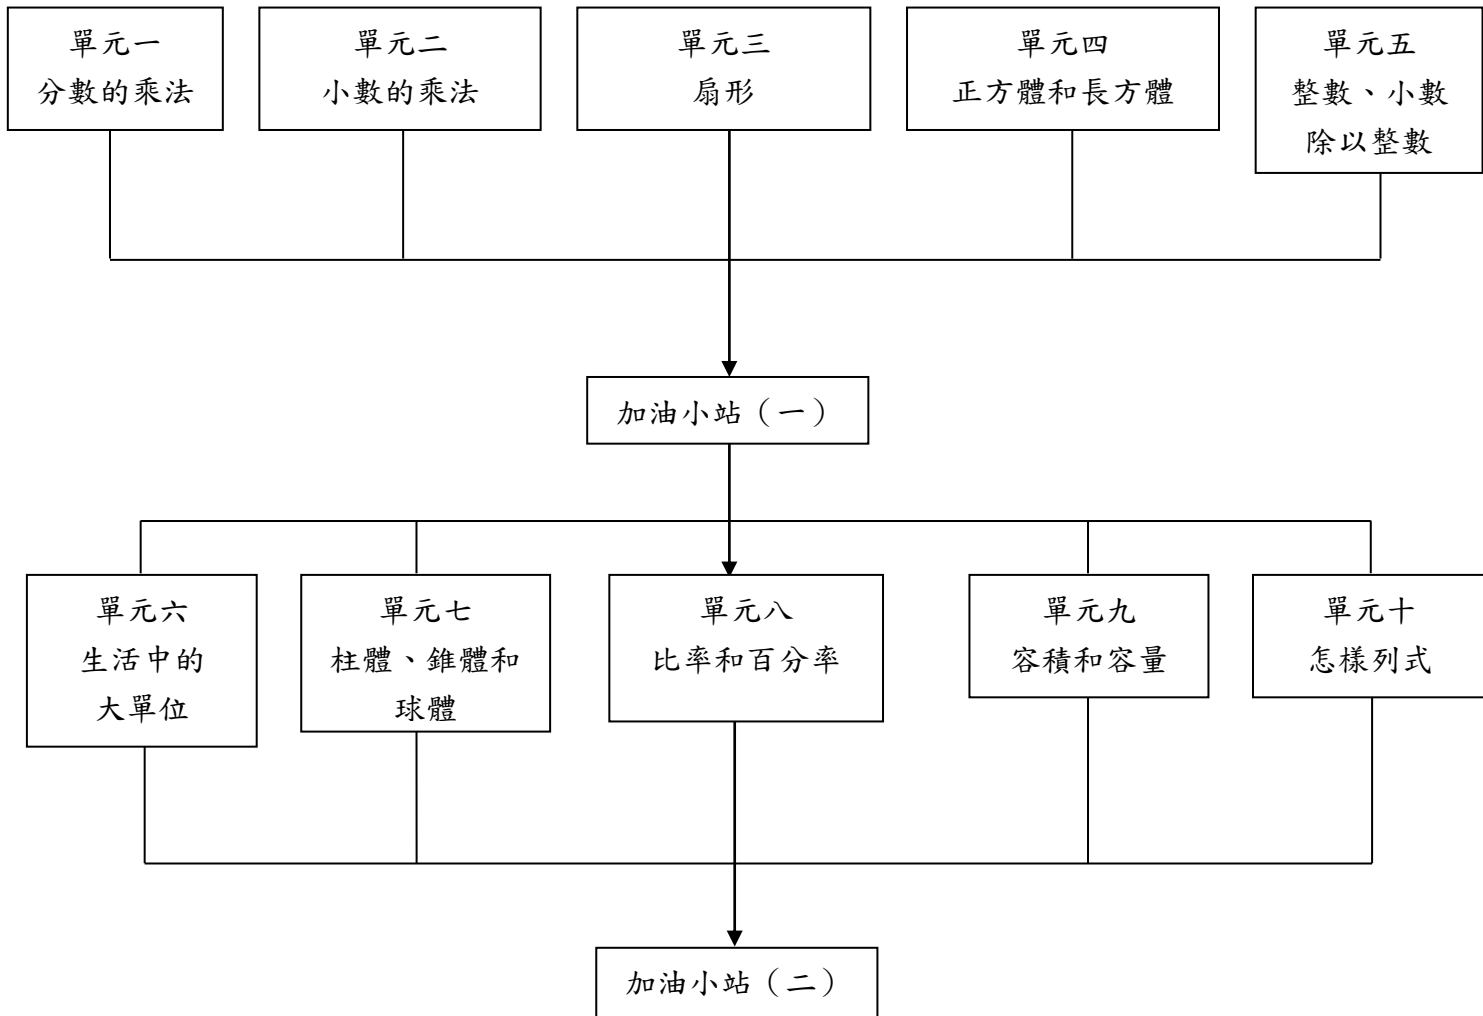 單元一
分數的乘法
單元二
小數的乘法
單元三
扇形
單元四
正方體和長方體
單元五
整數、小數
除以整數
加油小站（一）
單元六
生活中的
大單位
單元七
柱體、錐體和
球體
單元八
比率和百分率
單元九
容積和容量
單元十
怎樣列式
加油小站（二）